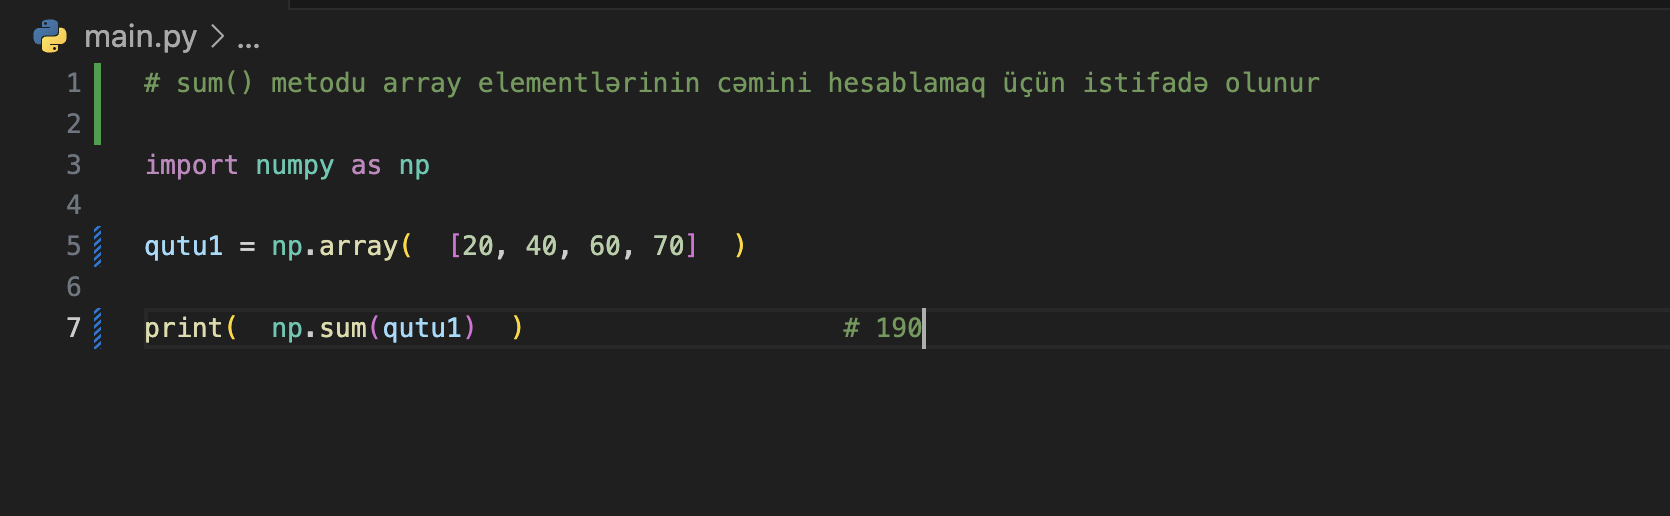 main.py > ...
1 # sum() metodu array elementlərinin cəmini hesablamaq üçün istifadə olunur
2
3 import numpy as np
4
5 qutu1 = np.array(  [20, 40, 60, 70]  )
6
7 print(  np.sum(qutu1)  )                    # 190